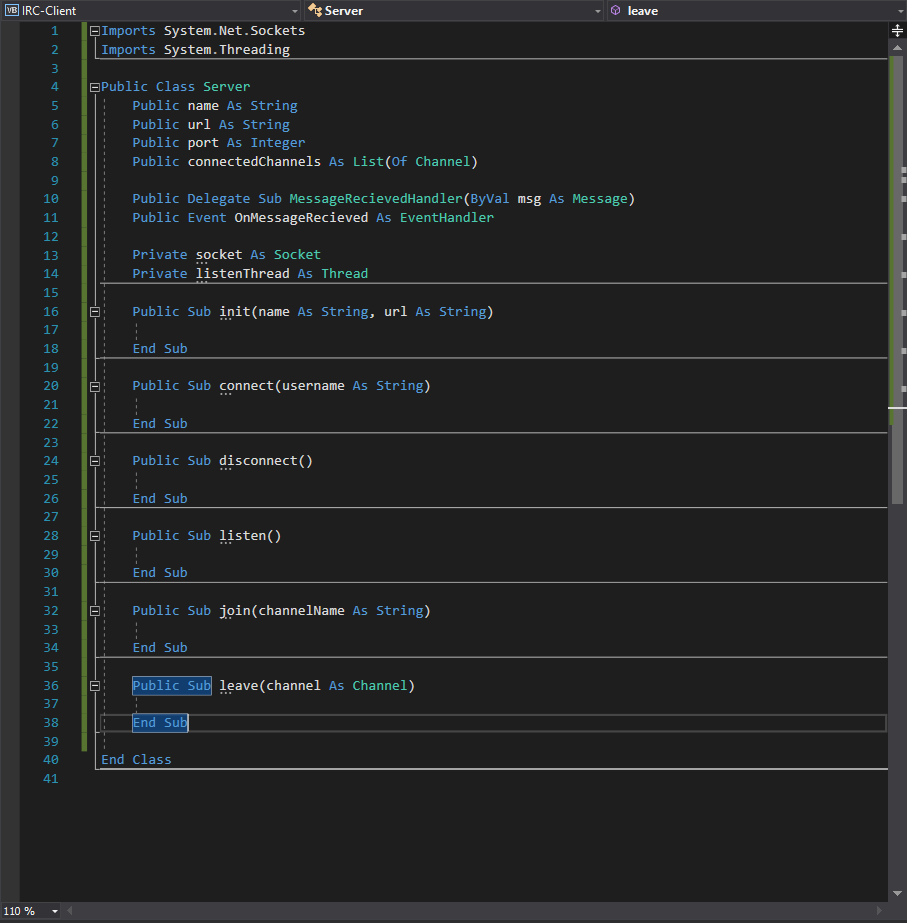 VB IRC-Client Server leave
1 Imports System.Net.Sockets
2 Imports System.Threading
3
4 Public Class Server
5     Public name As String
6     Public url As String
7     Public port As Integer
8     Public connectedChannels As List(Of Channel)
9
10     Public Delegate Sub MessageRecievedHandler(ByVal msg As Message)
11     Public Event OnMessageRecieved As EventHandler
12
13     Private socket As Socket
14     Private listenThread As Thread
15
16     Public Sub init(name As String, url As String)
17
18     End Sub
19
20     Public Sub connect(username As String)
21
22     End Sub
23
24     Public Sub disconnect()
25
26     End Sub
27
28     Public Sub listen()
29
30     End Sub
31
32     Public Sub join(channelName As String)
33
34     End Sub
35
36     Public Sub leave(channel As Channel)
37
38     End Sub
39
40 End Class
41
110 %